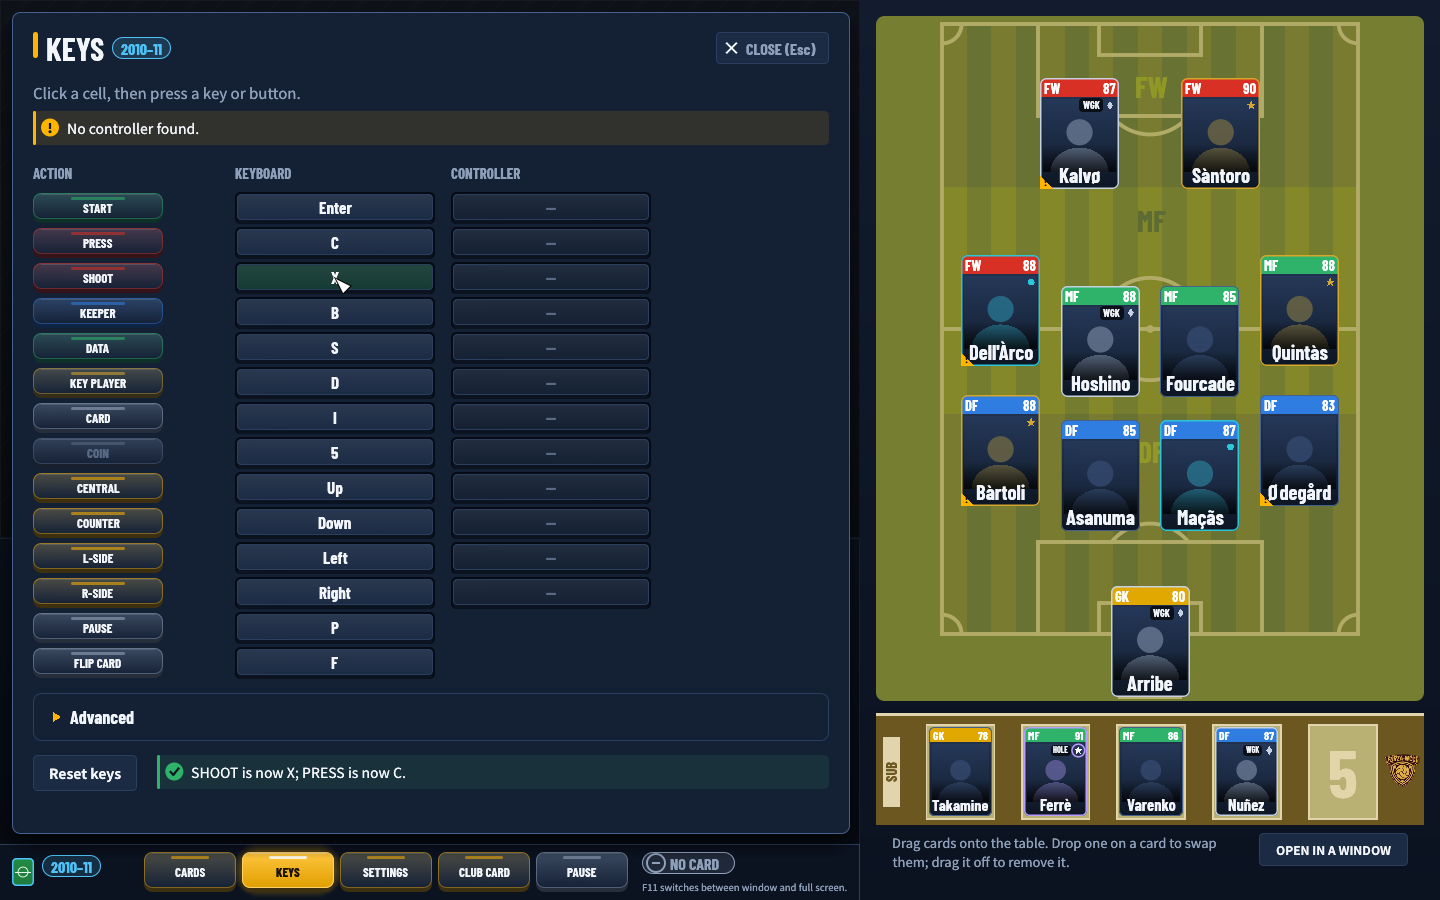 KEYS 2010–11
CLOSE (Esc)
Click a cell, then press a key or button.
No controller found.
ACTION KEYBOARD CONTROLLER
START Enter —
PRESS C —
SHOOT X —
KEEPER B —
DATA S —
KEY PLAYER D —
CARD I —
COIN 5 —
CENTRAL Up —
COUNTER Down —
L-SIDE Left —
R-SIDE Right —
PAUSE P
FLIP CARD F
Advanced
Reset keys
SHOOT is now X; PRESS is now C.
2010–11
CARDS
KEYS
SETTINGS
CLUB CARD
PAUSE
NO CARD
F11 switches between window and full screen.
FW
FW 87
WGK
Kalvø
FW 90
Sàntoro
MF
FW 88
Dell'Àrco
MF 88
WGK
Hoshino
MF 85
Fourcade
MF 88
Quintàs
DF
DF 88
Bàrtoli
DF 85
Asanuma
DF 87
Maçãs
DF 83
Ødegård
GK 80
WGK
Arribe
SUB
GK 78
Takamine
MF 91
HOLE
Ferrè
MF 86
Varenko
DF 87
WGK
Nuñez
5
Drag cards onto the table. Drop one on a card to swap
them; drag it off to remove it.
OPEN IN A WINDOW